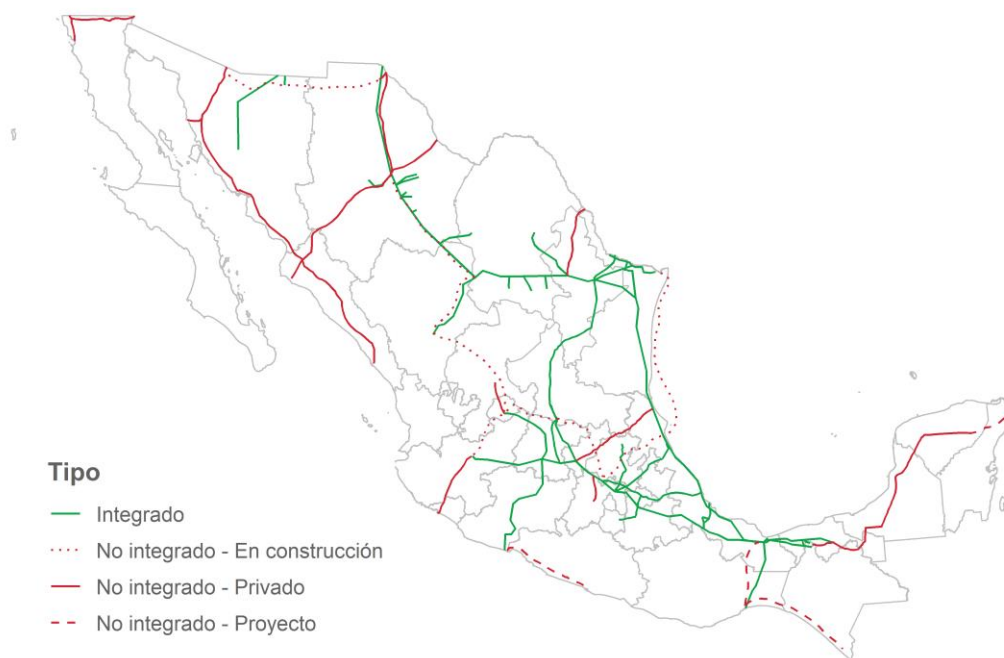 Tipo
Integrado
No integrado - En construcción
No integrado - Privado
No integrado - Proyecto